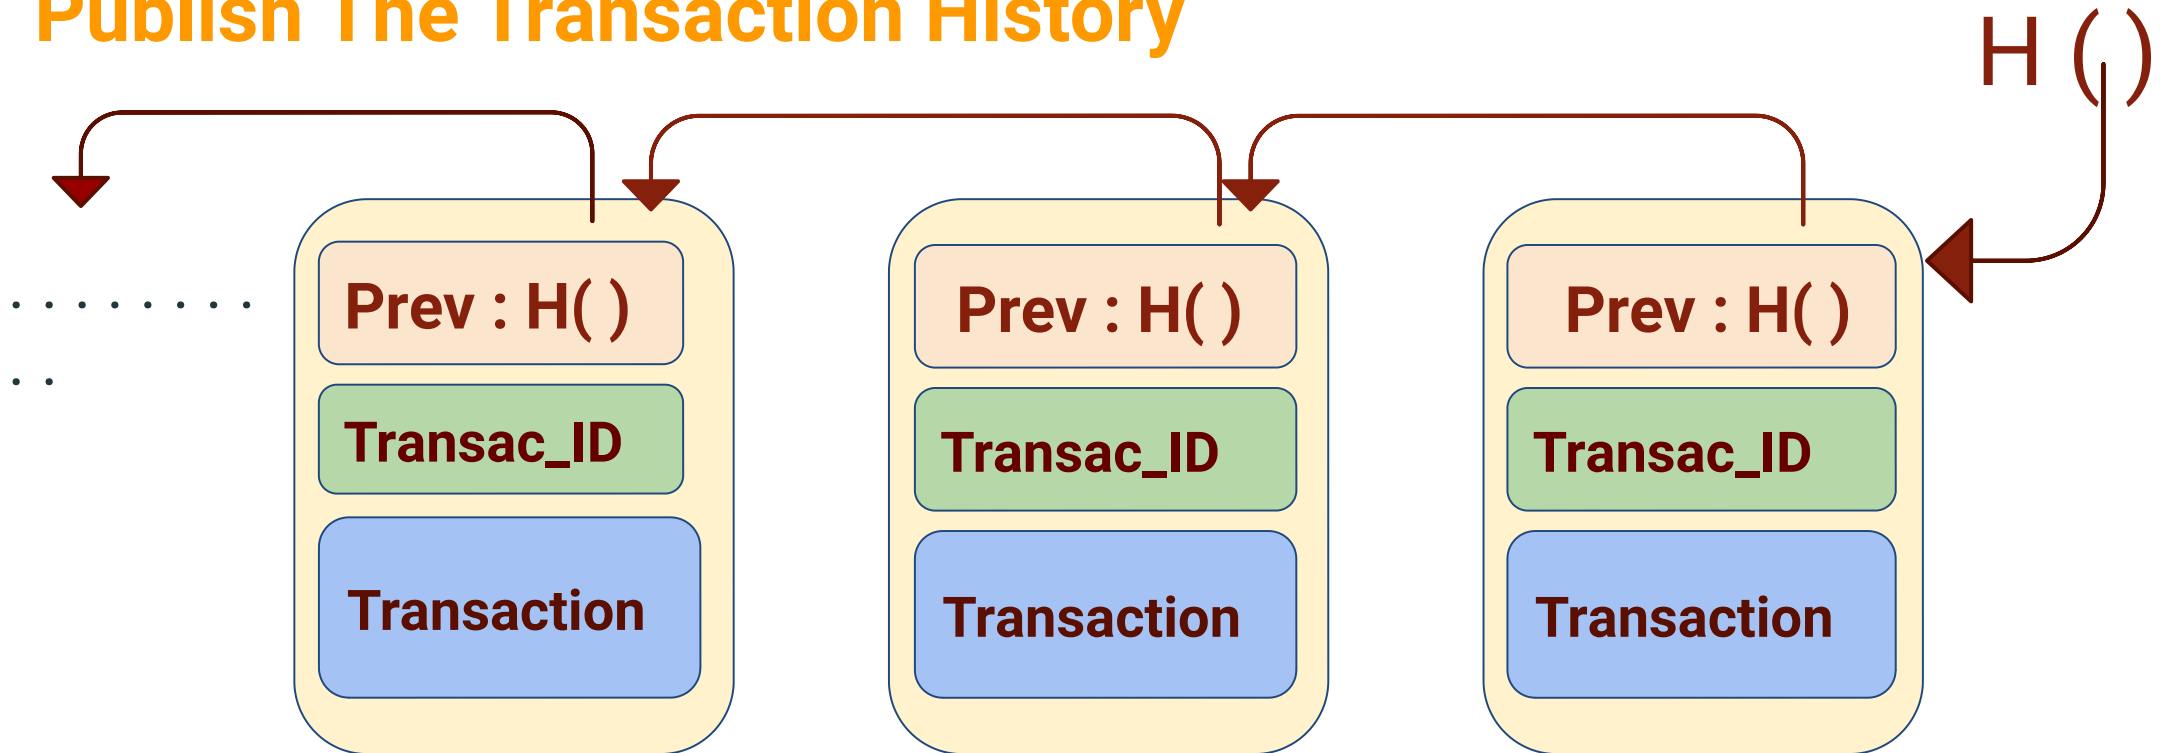 Publish The Transaction History
H ( )
Prev : H( )
Prev : H( )
Prev : H( )
. . . . . . . .
. .
Transac_ID
Transac_ID
Transac_ID
Transaction
Transaction
Transaction